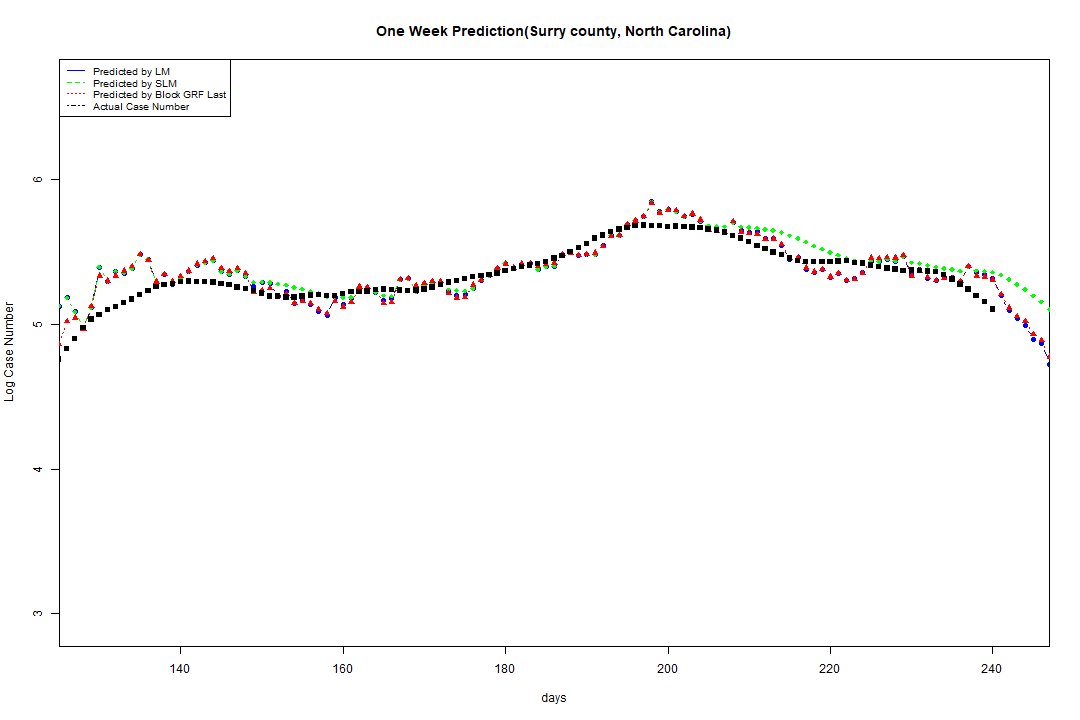 One Week Prediction(Surry county, North Carolina)
Predicted by LM
Predicted by SLM
Predicted by Block GRF Last
Actual Case Number
6
5
4
3
Log Case Number
140 160 180 200 220 240
days